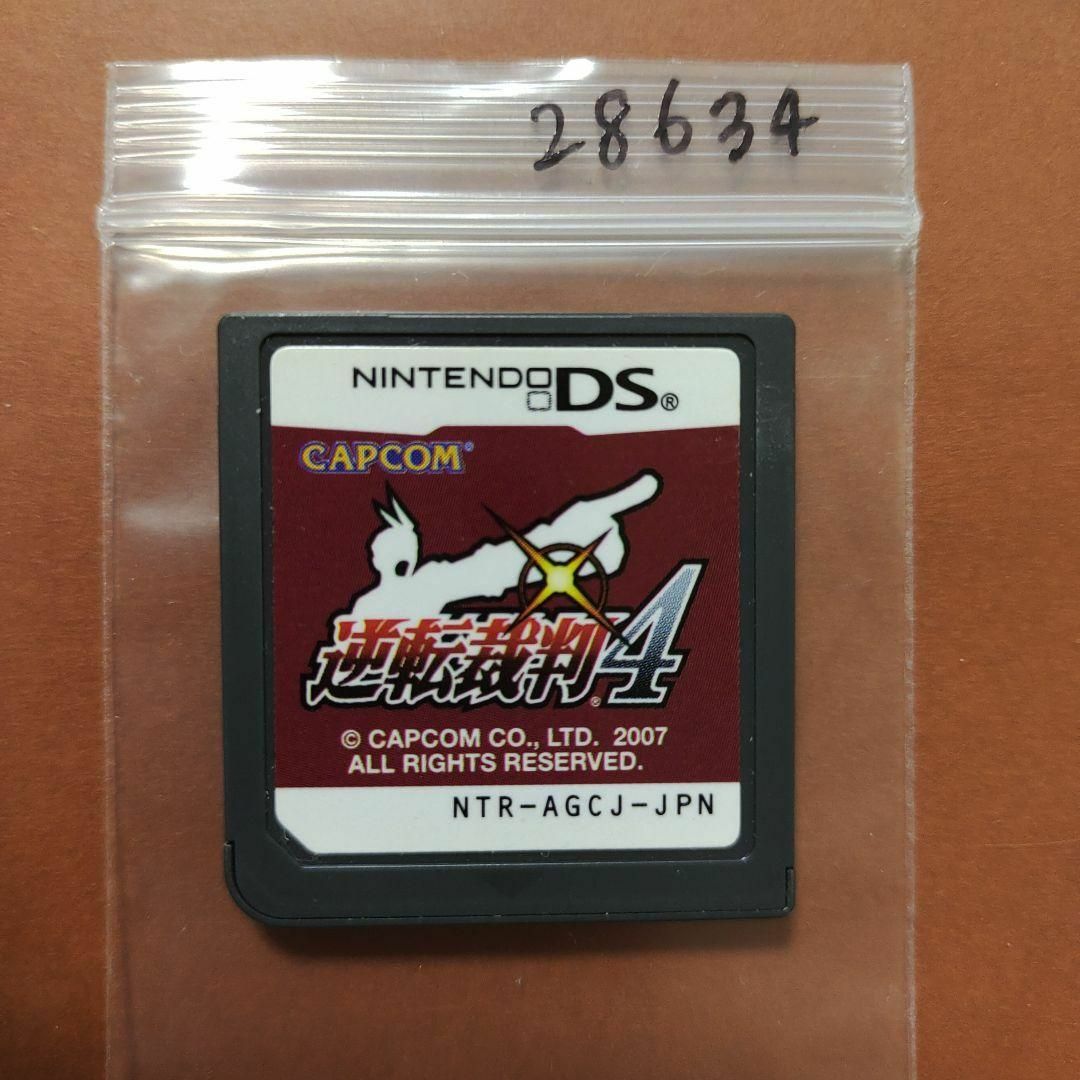 28634
NINTENDO DS®
CAPCOM®
逆転裁判4®
© CAPCOM CO., LTD. 2007
ALL RIGHTS RESERVED.
NTR-AGCJ-JPN